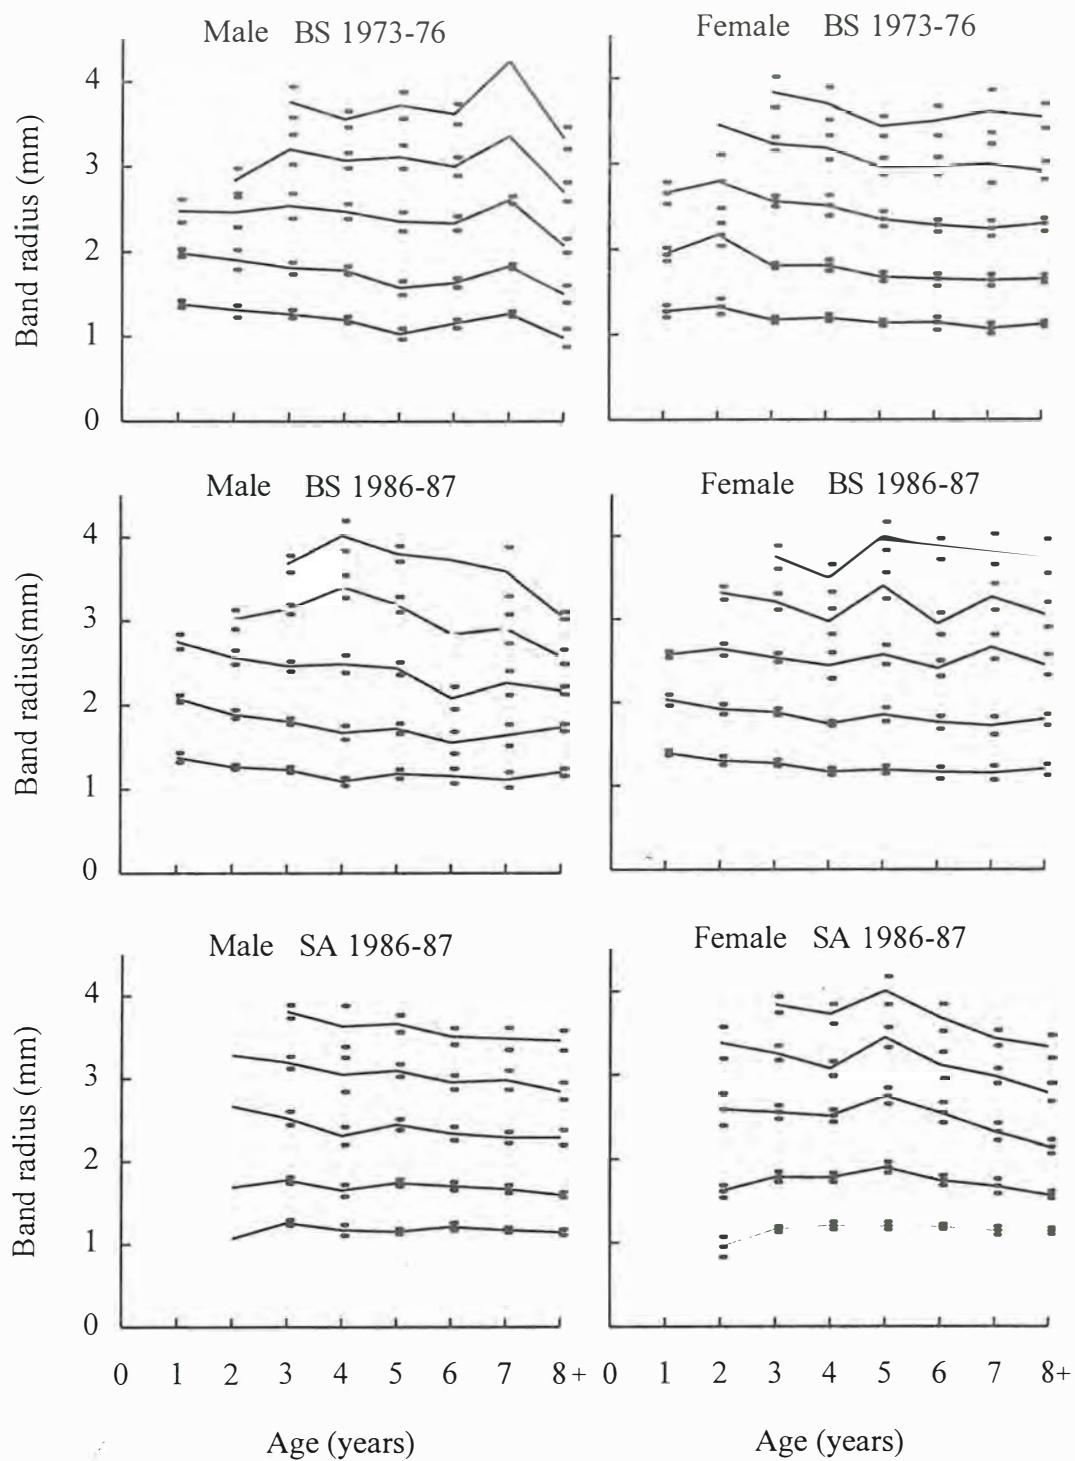 Male BS 1973-76
Female BS 1973-76
Band radius (mm)
4
3
2
1
0
Male BS 1986-87
Female BS 1986-87
Band radius(mm)
4
3
2
1
0
Male SA 1986-87
Female SA 1986-87
Band radius (mm)
4
3
2
1
0
0 1 2 3 4 5 6 7 8+ 0 1 2 3 4 5 6 7 8+
Age (years) Age (years)